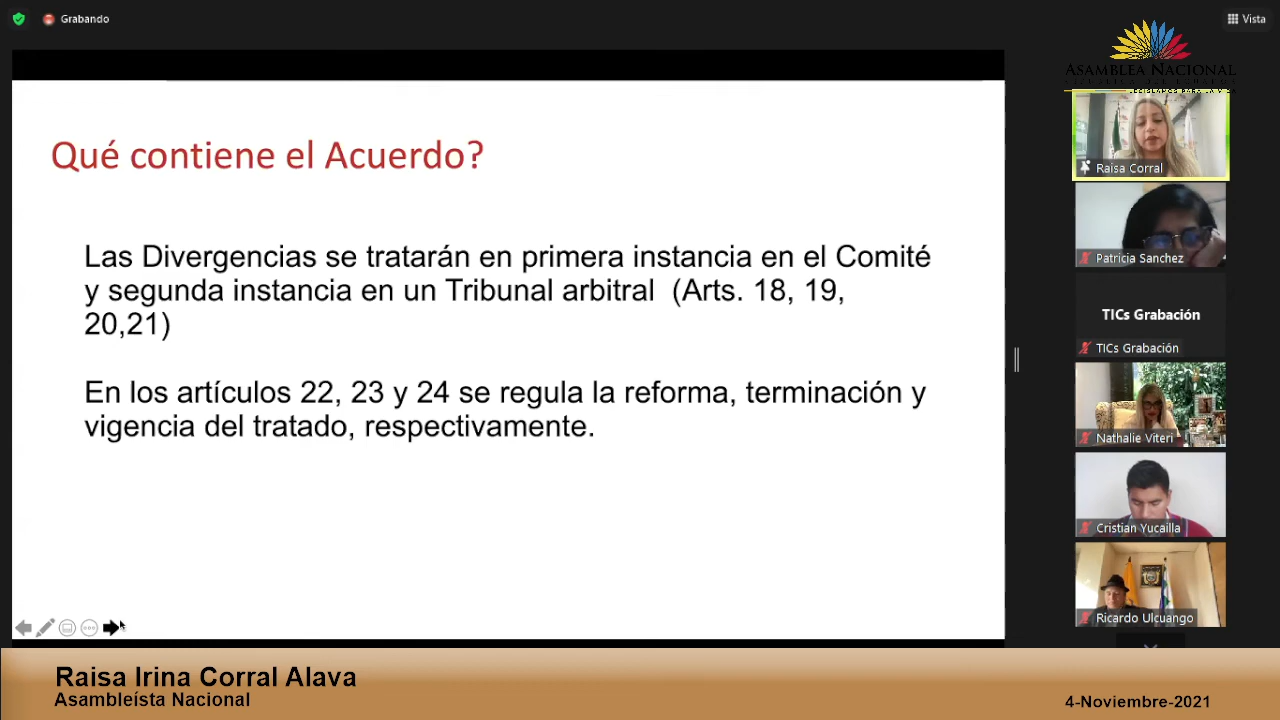 Grabando
Vista
ASAMBLEA NACIONAL
Qué contiene el Acuerdo?
Las Divergencias se tratarán en primera instancia en el Comité
y segunda instancia en un Tribunal arbitral (Arts. 18, 19,
20,21)
En los artículos 22, 23 y 24 se regula la reforma, terminación y
vigencia del tratado, respectivamente.
Raisa Corral
Patricia Sanchez
TICs Grabación
TICs Grabación
Nathalie Viteri
Cristian Yucailla
Ricardo Ulcuango
Raisa Irina Corral Alava
Asambleísta Nacional
4-Noviembre-2021